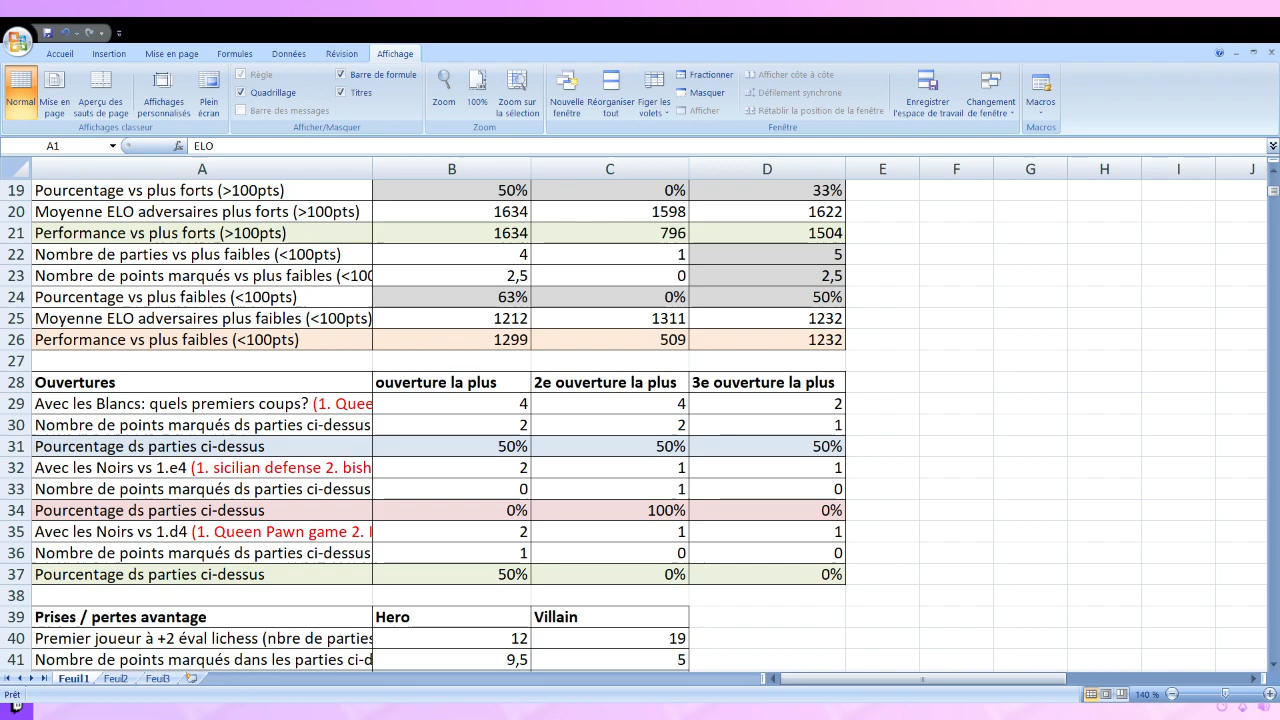 Accueil Insertion Mise en page Formules Données Révision Affichage
Normal Mise en page Aperçu des sauts de page Affichages personnalisés Plein écran
Affichages classeur
Règle Barre de formule
Quadrillage Titres
Barre des messages
Afficher/Masquer
Zoom 100% Zoom sur la sélection
Zoom
Nouvelle fenêtre Réorganiser tout Figer les volets
Fractionner
Masquer
Afficher
Afficher côte à côte
Défilement synchrone
Rétablir la position de la fenêtre
Enregistrer l'espace de travail Changement de fenêtre
Fenêtre
Macros
Macros
A1 fx ELO
A B C D E F G H I J
19 Pourcentage vs plus forts (>100pts) 50% 0% 33%
20 Moyenne ELO adversaires plus forts (>100pts) 1634 1598 1622
21 Performance vs plus forts (>100pts) 1634 796 1504
22 Nombre de parties vs plus faibles (<100pts) 4 1 5
23 Nombre de points marqués vs plus faibles (<100 2,5 0 2,5
24 Pourcentage vs plus faibles (<100pts) 63% 0% 50%
25 Moyenne ELO adversaires plus faibles (<100pts) 1212 1311 1232
26 Performance vs plus faibles (<100pts) 1299 509 1232
27
28 Ouvertures ouverture la plus 2e ouverture la plus 3e ouverture la plus
29 Avec les Blancs: quels premiers coups? (1. Quee 4 4 2
30 Nombre de points marqués ds parties ci-dessus 2 2 1
31 Pourcentage ds parties ci-dessus 50% 50% 50%
32 Avec les Noirs vs 1.e4 (1. sicilian defense 2. bish 2 1 1
33 Nombre de points marqués ds parties ci-dessus 0 1 0
34 Pourcentage ds parties ci-dessus 0% 100% 0%
35 Avec les Noirs vs 1.d4 (1. Queen Pawn game 2. 2 1 1
36 Nombre de points marqués ds parties ci-dessus 1 0 0
37 Pourcentage ds parties ci-dessus 50% 0% 0%
38
39 Prises / pertes avantage Hero Villain
40 Premier joueur à +2 éval lichess (nbre de parties 12 19
41 Nombre de points marqués dans les parties ci-d 9,5 5
Feuil1 Feuil2 Feuil3
Prêt 140 %